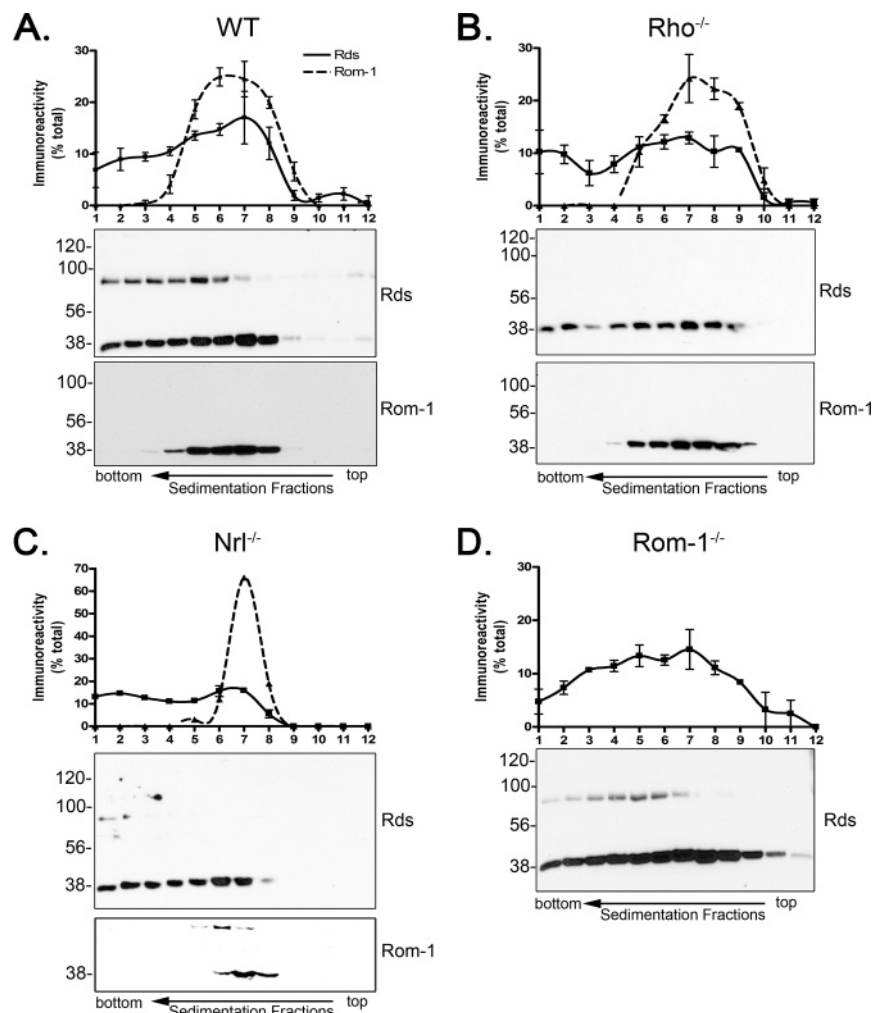 A. WT
Immunoreactivity
(% total)
30
20
10
0
Rds
Rom-1
1 2 3 4 5 6 7 8 9 10 11 12
120-
100-
56-
38-
Rds
100-
56-
38-
Rom-1
bottom Sedimentation Fractions top
B. Rho-/-
Immunoreactivity
(% total)
30
20
10
0
1 2 3 4 5 6 7 8 9 10 11 12
120-
100-
56-
38-
Rds
100-
56-
38-
Rom-1
bottom Sedimentation Fractions top
C. Nrl-/-
Immunoreactivity
(% total)
70
60
50
40
30
20
10
0
1 2 3 4 5 6 7 8 9 10 11 12
120-
100-
56-
38-
Rds
38-
Rom-1
bottom Sedimentation Fractions top
D. Rom-1-/-
Immunoreactivity
(% total)
30
20
10
0
1 2 3 4 5 6 7 8 9 10 11 12
120-
100-
56-
38-
Rds
bottom Sedimentation Fractions top